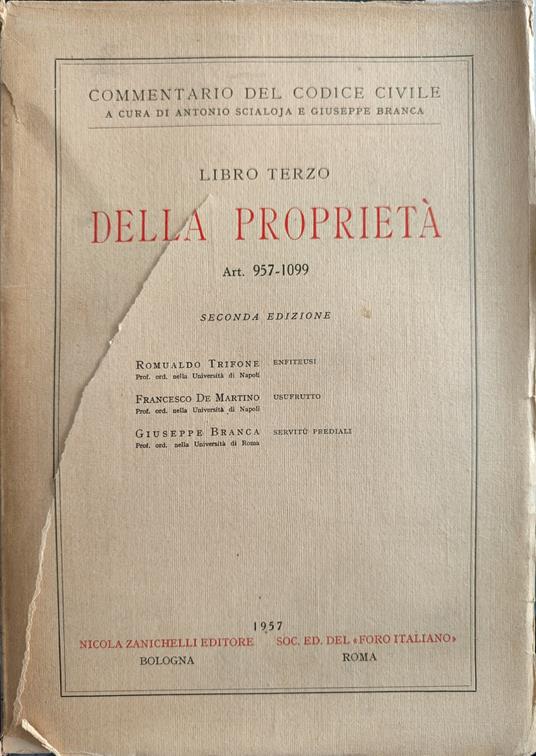 COMMENTARIO DEL CODICE CIVILE
A CURA DI ANTONIO SCIALOJA E GIUSEPPE BRANCA
LIBRO TERZO
DELLA PROPRIETÀ
Art. 957-1099
SECONDA EDIZIONE
ROMUALDO TRIFONE ENFITEUSI
Prof. ord. nella Università di Napoli
FRANCESCO DE MARTINO USUFRUTTO
Prof. ord. nella Università di Napoli
GIUSEPPE BRANCA SERVITÙ PREDIALI
Prof. ord. nella Università di Roma
1957
NICOLA ZANICHELLI EDITORE SOC. ED. DEL «FORO ITALIANO»
BOLOGNA ROMA